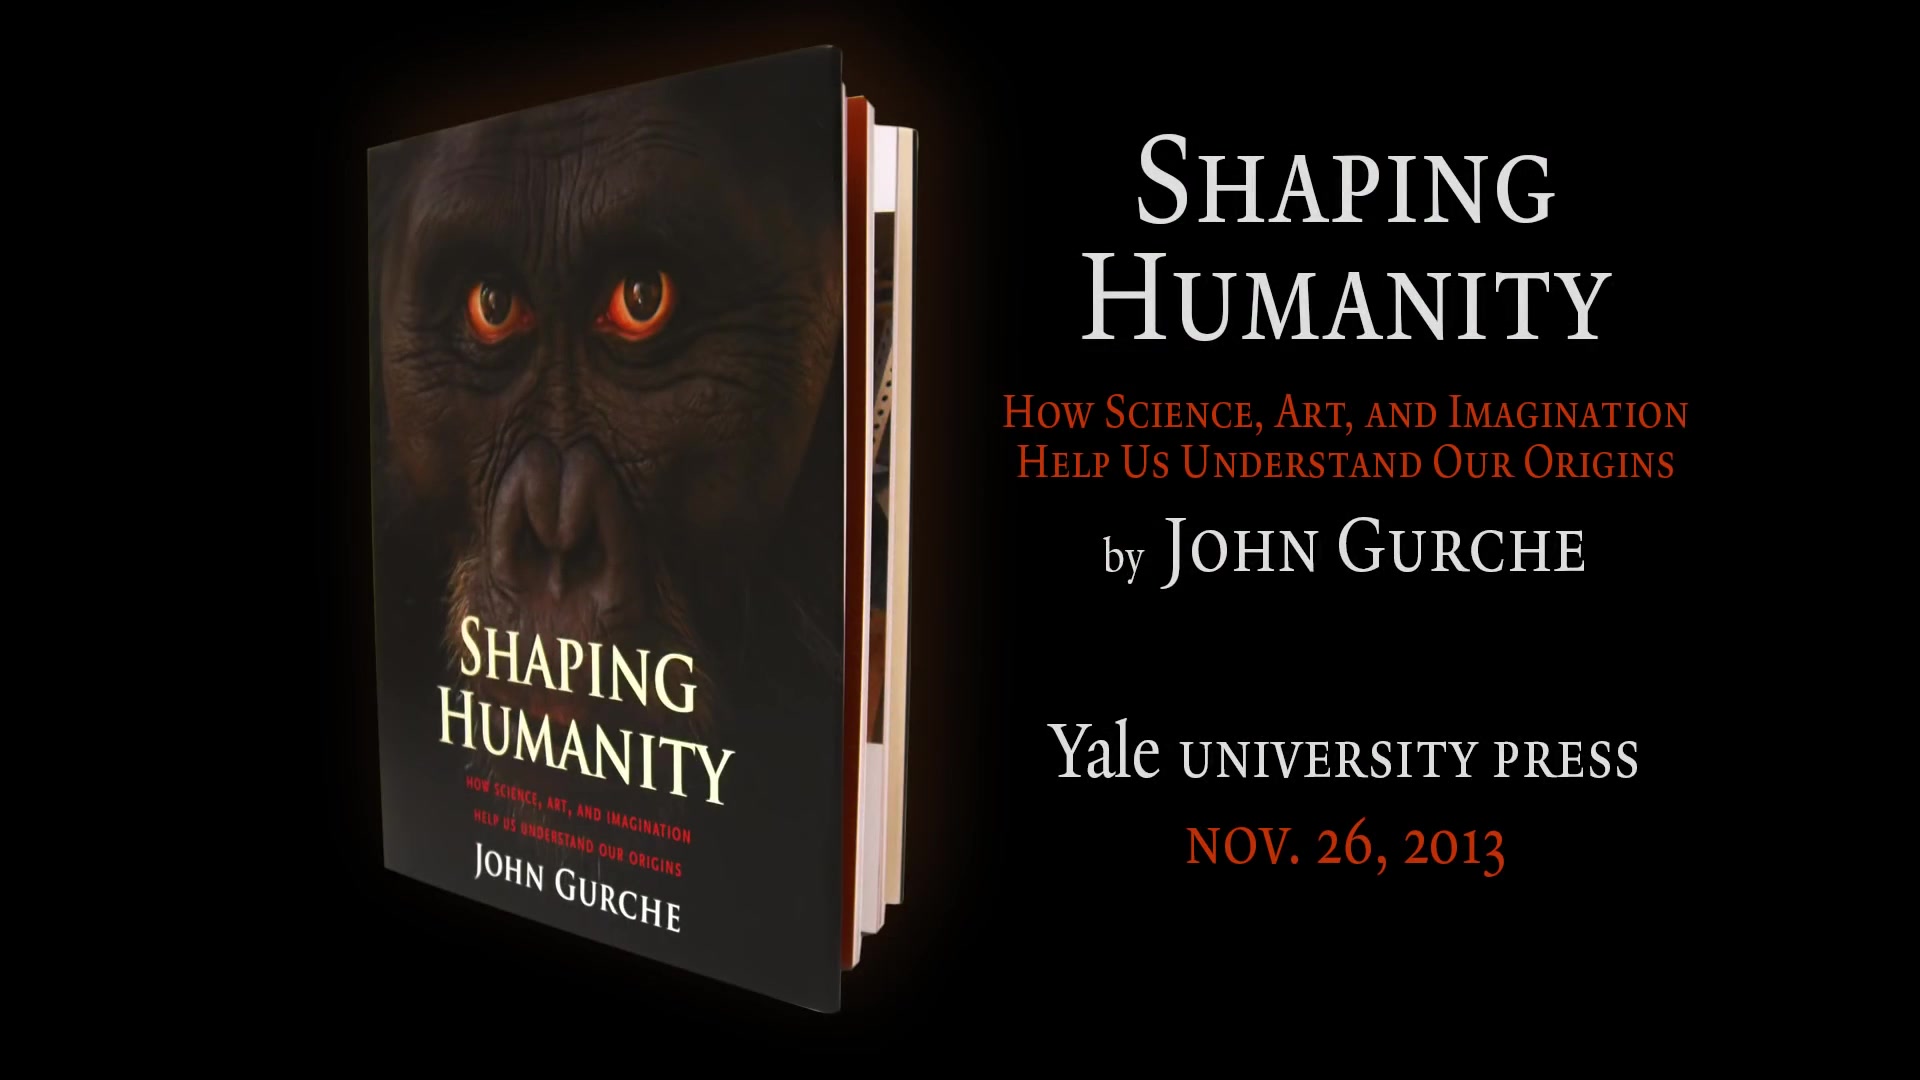 Shaping
Humanity
How Science, Art, and Imagination
Help Us Understand Our Origins
John Gurche
Shaping
Humanity
How Science, Art, and Imagination
Help Us Understand Our Origins
by John Gurche
Yale University Press
Nov. 26, 2013